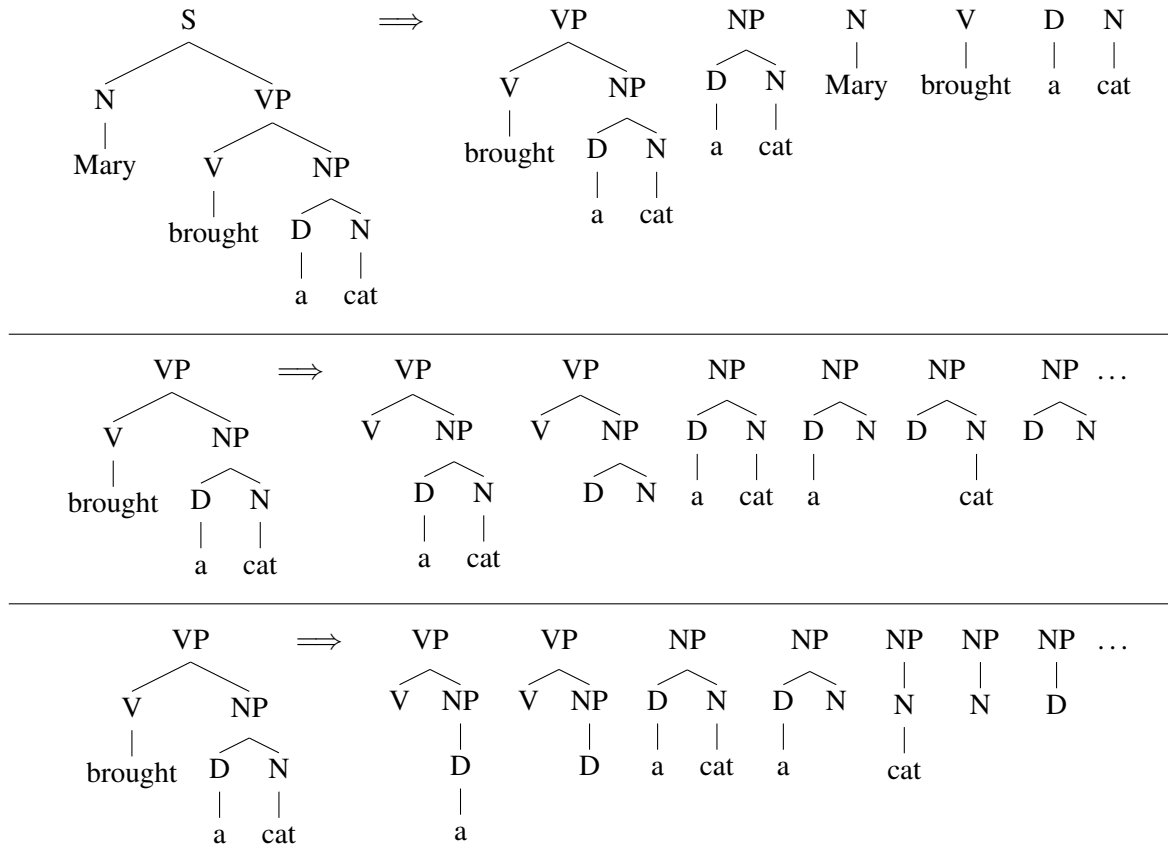 S ⟹ VP NP N V D N
N VP V NP D N Mary brought a cat
Mary V NP brought D N a cat
brought D N a cat
a cat
VP ⟹ VP VP NP NP NP NP ...
V NP V NP V NP D N D N D N D N
brought D N D N D N a cat a cat
a cat a cat
VP ⟹ VP VP NP NP NP NP NP ...
V NP V NP V NP D N D N N N D
brought D N D D a cat a cat
a cat a